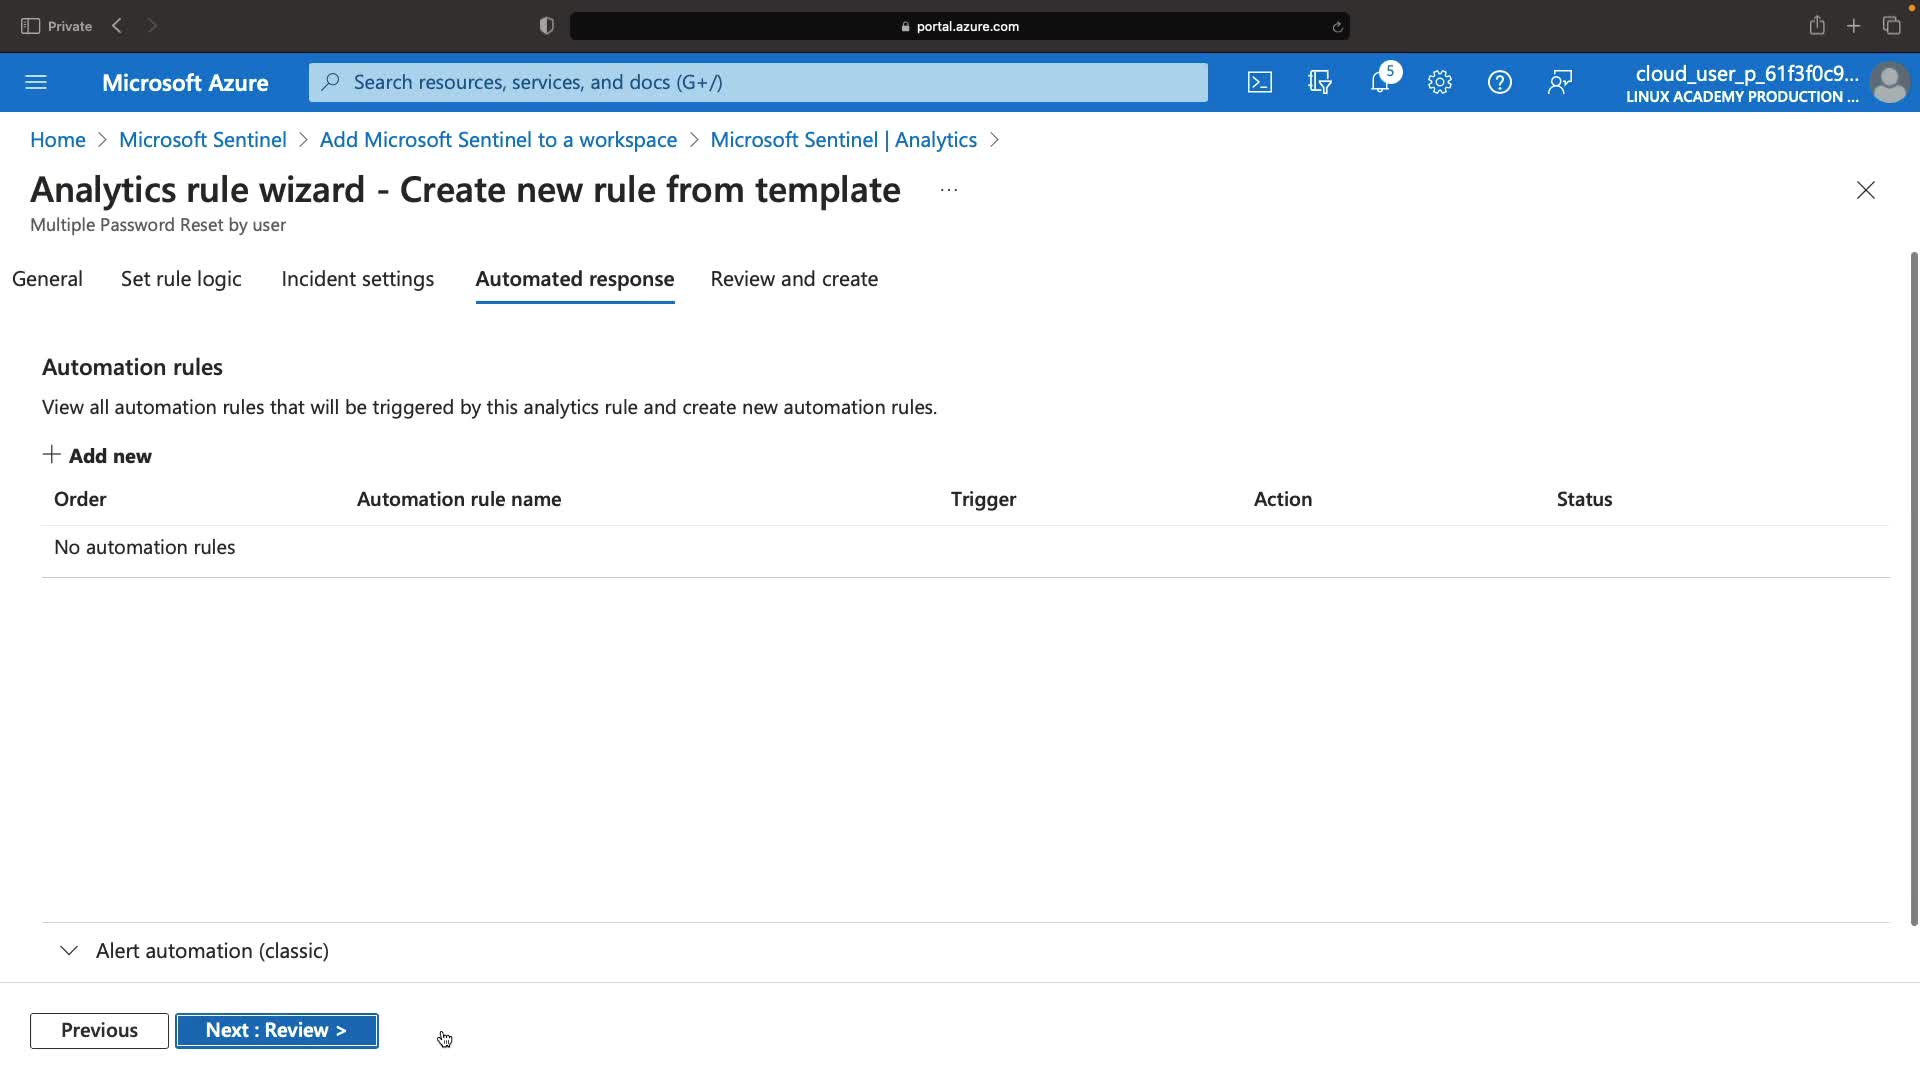 Private
portal.azure.com
Microsoft Azure
Search resources, services, and docs (G+/)
5
cloud_user_p_61f3f0c9...
LINUX ACADEMY PRODUCTION ...
Home > Microsoft Sentinel > Add Microsoft Sentinel to a workspace > Microsoft Sentinel | Analytics >
Analytics rule wizard - Create new rule from template ...
Multiple Password Reset by user
General Set rule logic Incident settings Automated response Review and create
Automation rules
View all automation rules that will be triggered by this analytics rule and create new automation rules.
+ Add new
Order Automation rule name Trigger Action Status
No automation rules
Alert automation (classic)
Previous Next : Review >